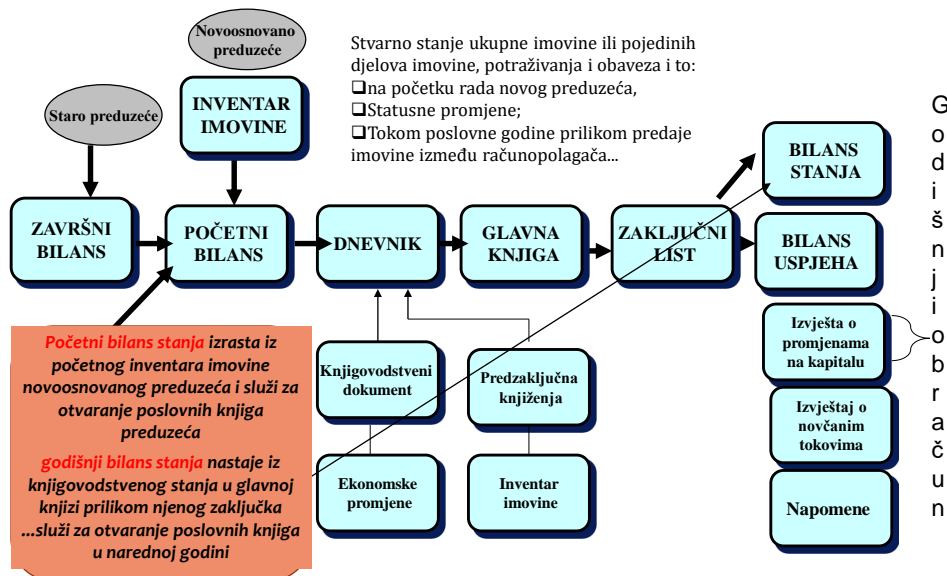 Novoosnovano
preduzeće
Staro preduzeće
INVENTAR
IMOVINE
Stvarno stanje ukupne imovine ili pojedinih
djelova imovine, potraživanja i obaveza i to:
❑na početku rada novog preduzeća,
❑Statusne promjene;
❑Tokom poslovne godine prilikom predaje
imovine između računopolagača...
ZAVRŠNI
BILANS
POČETNI
BILANS
DNEVNIK
GLAVNA
KNJIGA
ZAKLJUČNI
LIST
BILANS
STANJA
BILANS
USPJEHA
Izvješta o
promjenama
na kapitalu
Izvještaj o
novčanim
tokovima
Napomene
Godišnji obračun
Knjigovodstveni
dokument
Predzaključna
knjiženja
Ekonomske
promjene
Inventar
imovine
Početni bilans stanja izrasta iz
početnog inventara imovine
novoosnovanog preduzeća i služi za
otvaranje poslovnih knjiga
preduzeća
godišnji bilans stanja nastaje iz
knjigovodstvenog stanja u glavnoj
knjizi prilikom njenog zaključka
...služi za otvaranje poslovnih knjiga
u narednoj godini